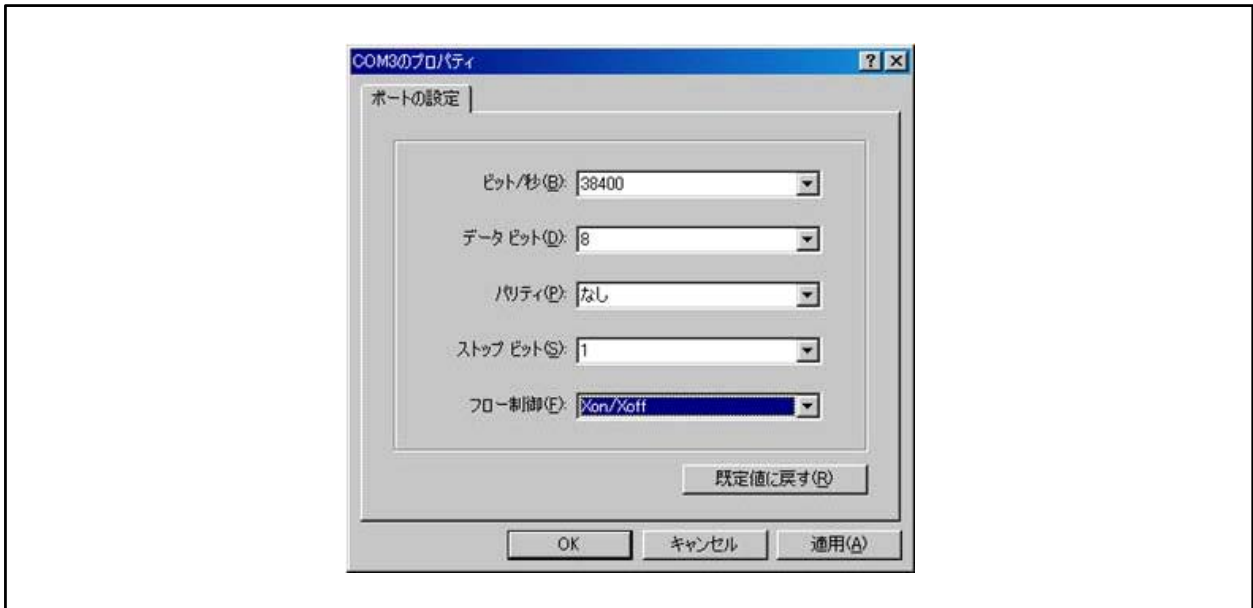 COM3のプロパティ
ポートの設定
ビット/秒(B): 38400
データ ビット(D): 8
パリティ(P): なし
ストップ ビット(S): 1
フロー制御(F): Xon/Xoff
既定値に戻す(R)
OK キャンセル 適用(A)